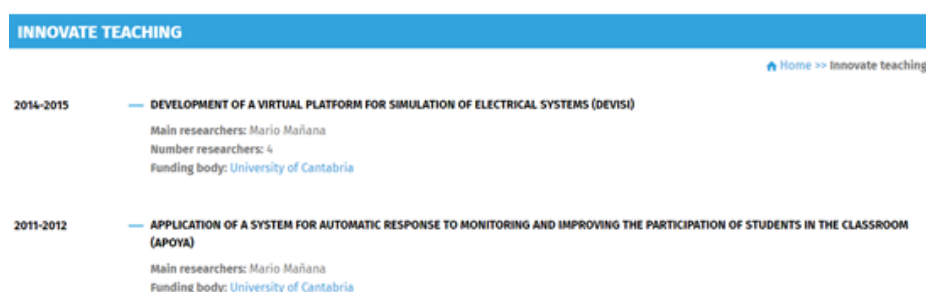 INNOVATE TEACHING
Home >> Innovate teaching
2014-2015 — DEVELOPMENT OF A VIRTUAL PLATFORM FOR SIMULATION OF ELECTRICAL SYSTEMS (DEVISI)
Main researchers: Mario Mañana
Number researchers: 4
Funding body: University of Cantabria
2011-2012 — APPLICATION OF A SYSTEM FOR AUTOMATIC RESPONSE TO MONITORING AND IMPROVING THE PARTICIPATION OF STUDENTS IN THE CLASSROOM
(APOYA)
Main researchers: Mario Mañana
Funding body: University of Cantabria